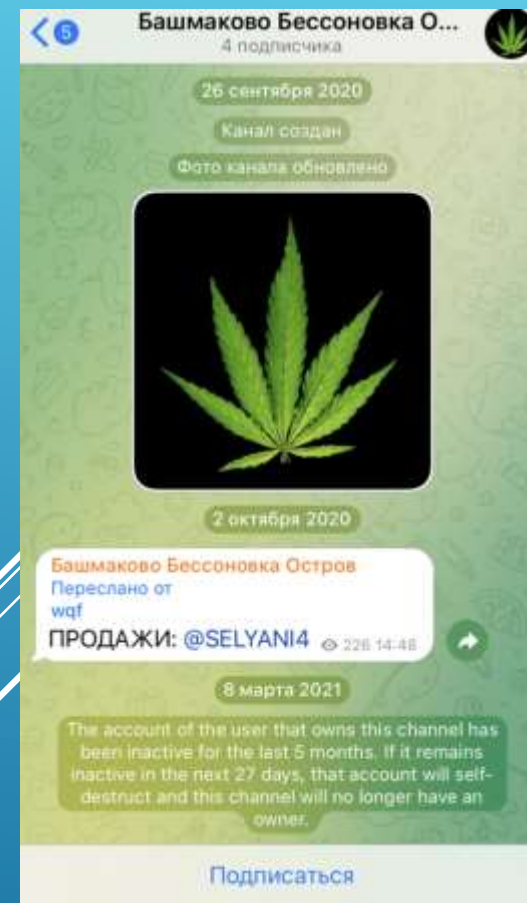 5
Башмаково Бессоновка О...
4 подписчика
26 сентября 2020
Канал создан
Фото канала обновлено
2 октября 2020
Башмаково Бессоновка Остров
Переслано от
wqf
ПРОДАЖИ: @SELYANI4 226 14:48
8 марта 2021
The account of the user that owns this channel has
been inactive for the last 5 months. If it remains
inactive in the next 27 days, that account will self-
destruct and this channel will no longer have an
owner.
Подписаться